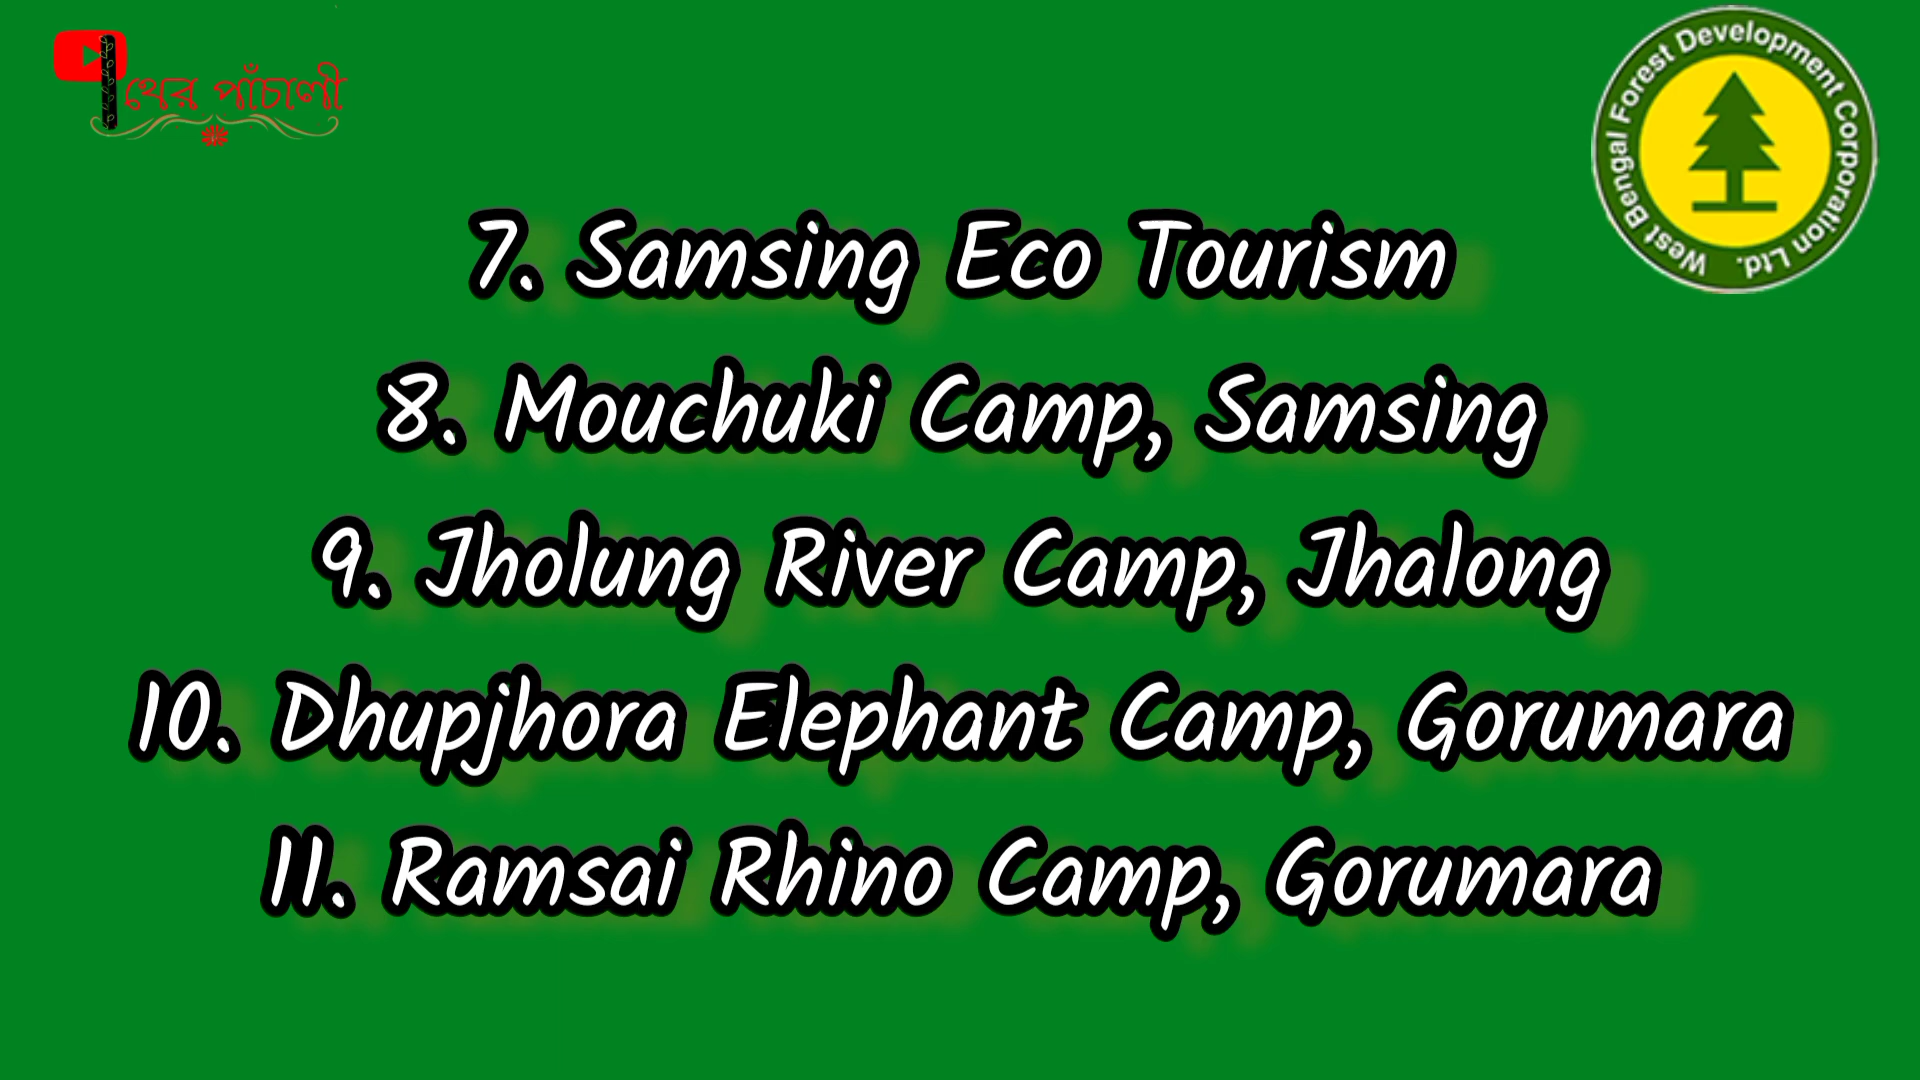 পথের পাঁচালী
West Bengal Forest Development Corporation Ltd.
7. Samsing Eco Tourism
8. Mouchuki Camp, Samsing
9. Jholung River Camp, Jhalong
10. Dhupjhora Elephant Camp, Gorumara
11. Ramsai Rhino Camp, Gorumara